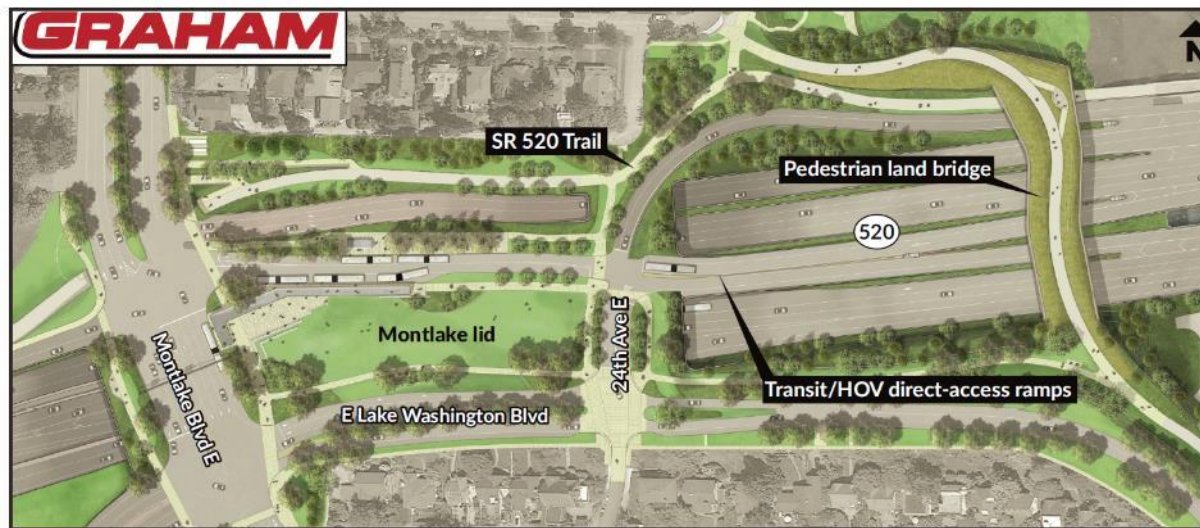 GRAHAM
N
SR 520 Trail
Pedestrian land bridge
520
Montlake lid
24th Ave E
Montlake Blvd E
Transit/HOV direct-access ramps
E Lake Washington Blvd